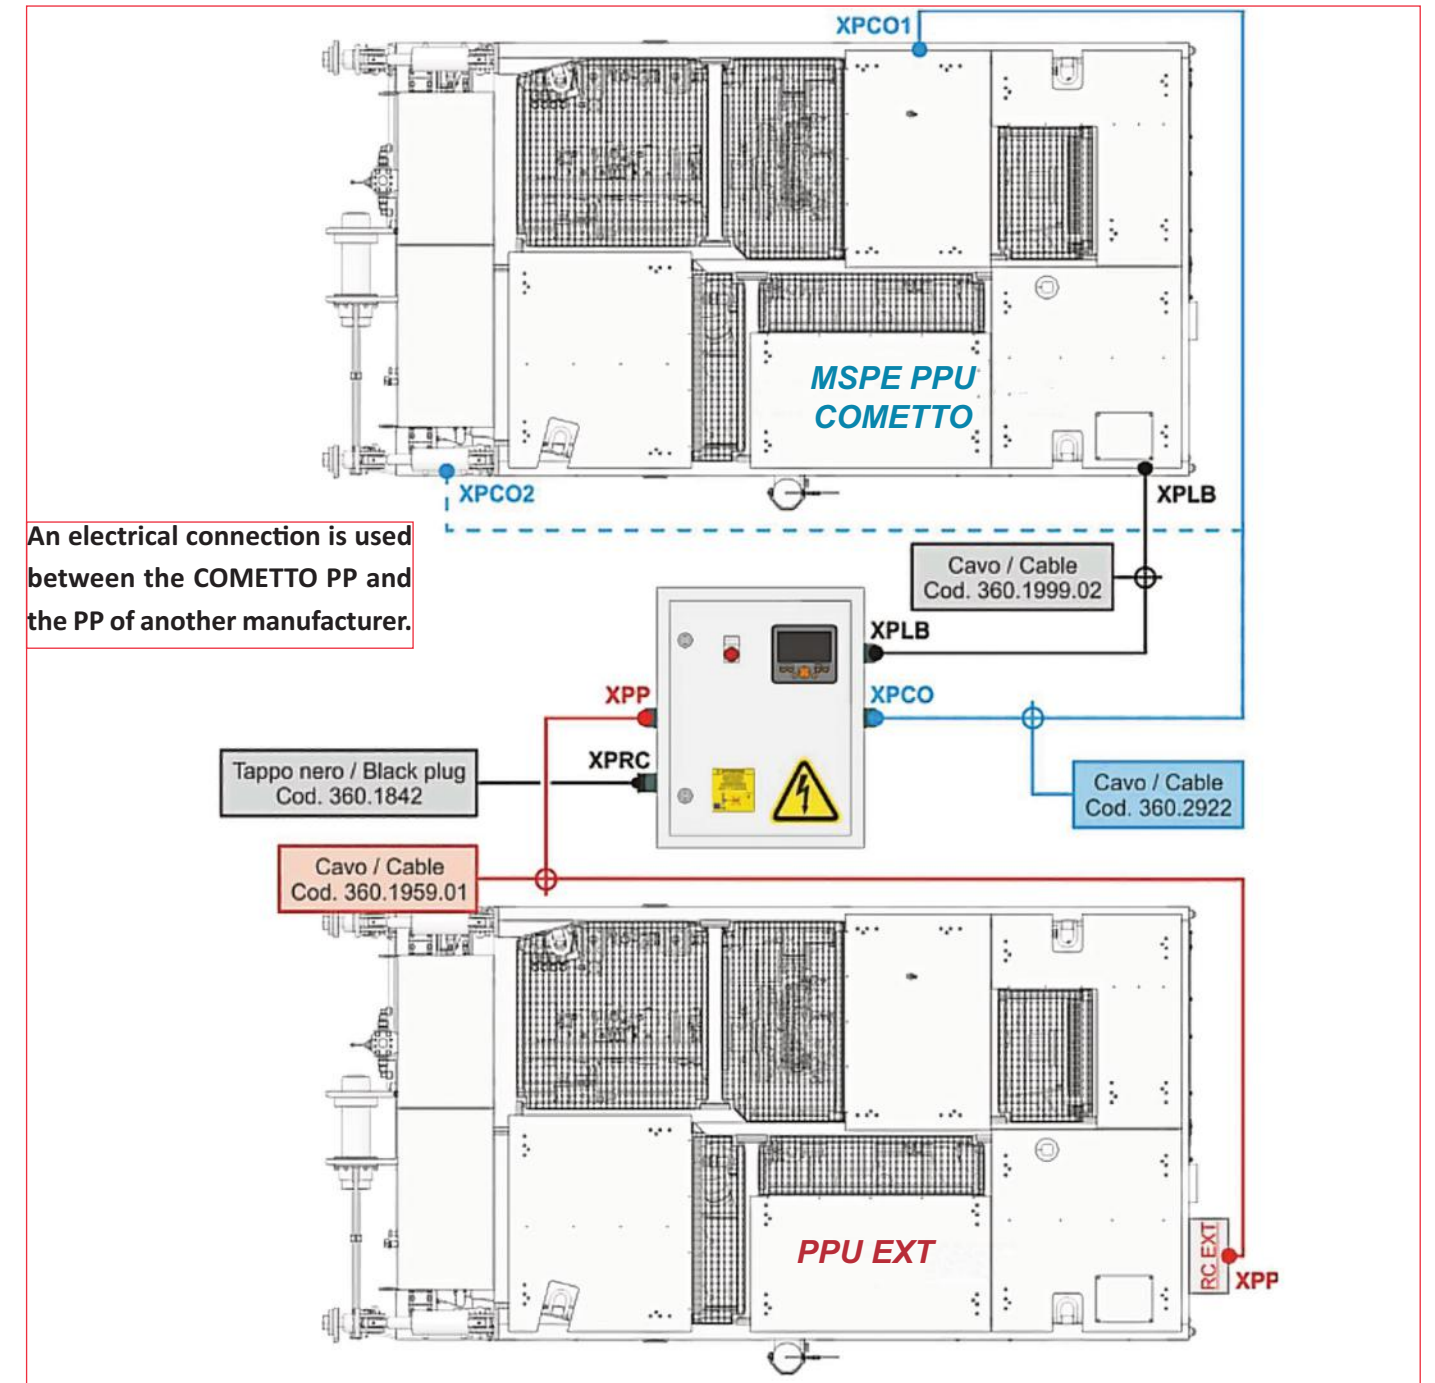 XPCO1
MSPE PPU
COMETTO
XPCO2
XPLB
An electrical connection is used
between the COMETTO PP and
the PP of another manufacturer.
Cavo / Cable
Cod. 360.1999.02
XPLB
XPP
XPCO
XPRC
Tappo nero / Black plug
Cod. 360.1842
Cavo / Cable
Cod. 360.2922
Cavo / Cable
Cod. 360.1959.01
PPU EXT
RC EXT
XPP